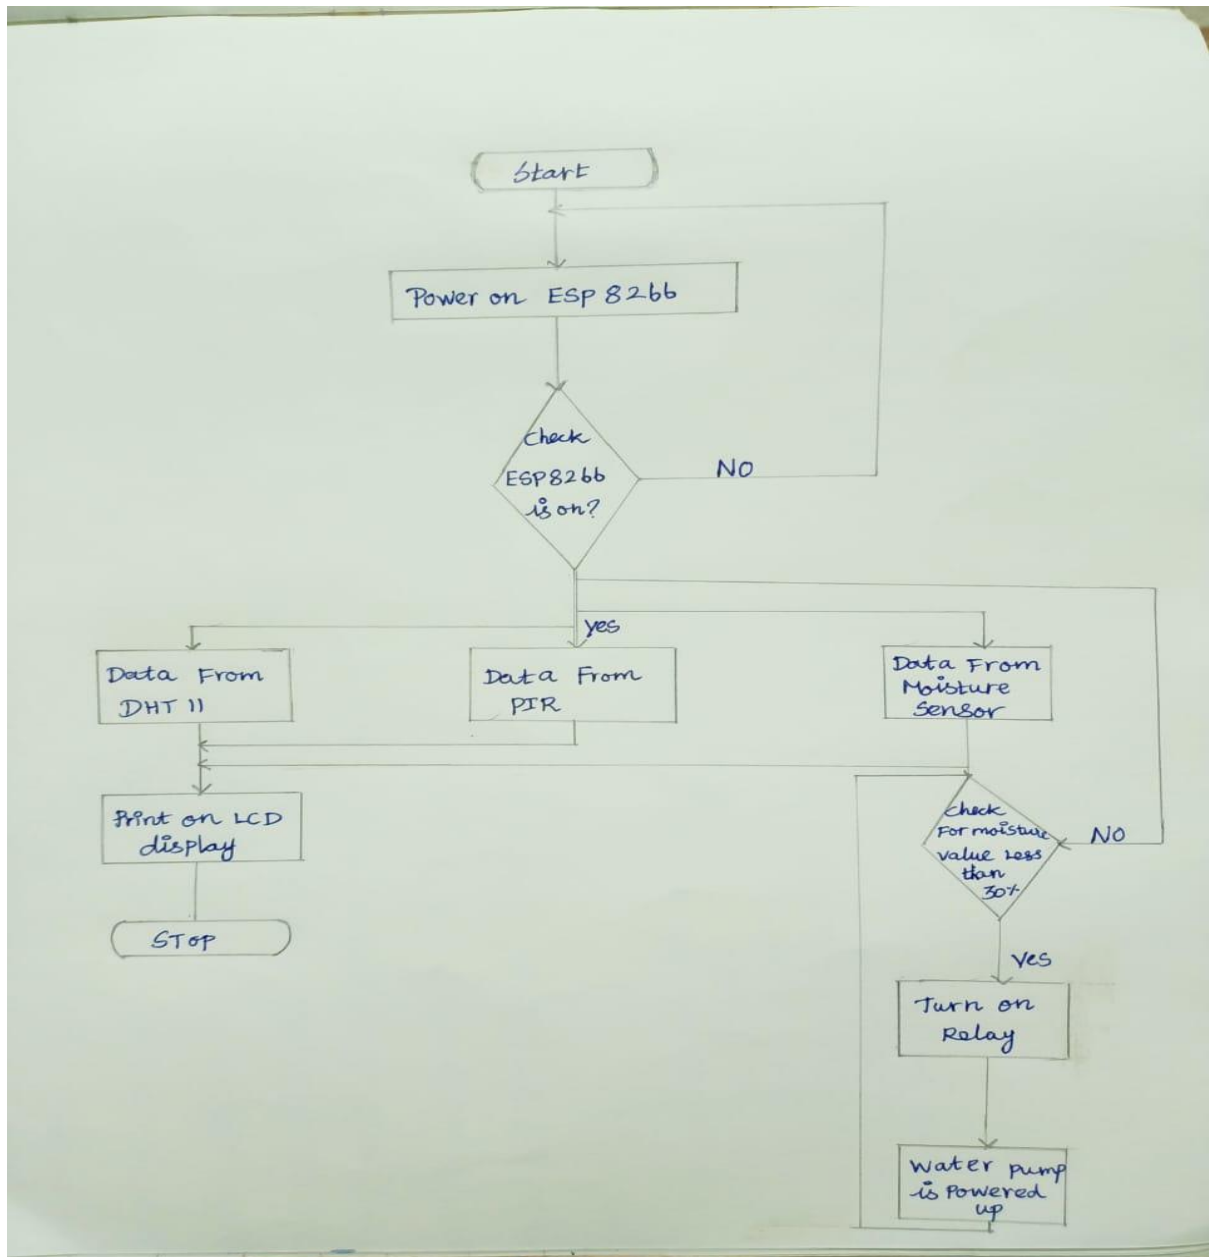 Start
Power on ESP 8266
Check
ESP8266
is on?
NO
yes
Data From
DHT 11
Data From
PIR
Data From
Moisture
Sensor
Print on LCD
display
STOP
Check
For moisture
value Less
than
30%
NO
Yes
Turn on
Relay
Water pump
is Powered
up